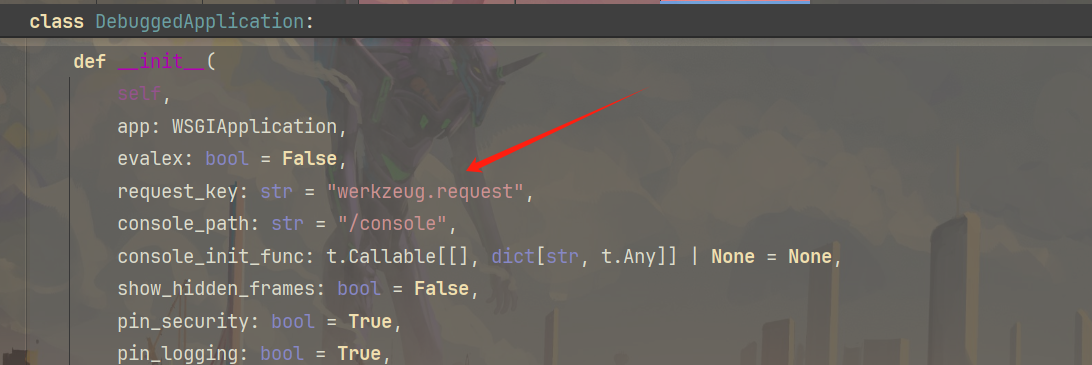 class DebuggedApplication:
def __init__(
self,
app: WSGIApplication,
evalex: bool = False,
request_key: str = "werkzeug.request",
console_path: str = "/console",
console_init_func: t.Callable[[], dict[str, t.Any]] | None = None,
show_hidden_frames: bool = False,
pin_security: bool = True,
pin_logging: bool = True,